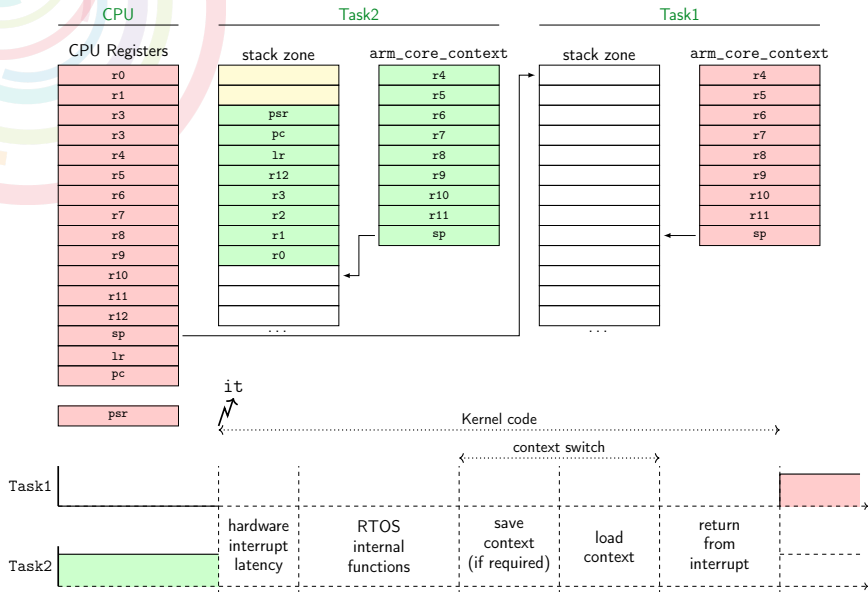 CPU
Task2
Task1
CPU Registers
stack zone
arm_core_context
stack zone
arm_core_context
r0
r1
r3
r3
r4
r5
r6
r7
r8
r9
r10
r11
r12
sp
lr
pc
psr
psr
pc
lr
r12
r3
r2
r1
r0
...
r4
r5
r6
r7
r8
r9
r10
r11
sp
...
r4
r5
r6
r7
r8
r9
r10
r11
sp
it
Kernel code
context switch
Task1
hardware
interrupt
latency
RTOS
internal
functions
save
context
(if required)
load
context
return
from
interrupt
Task2